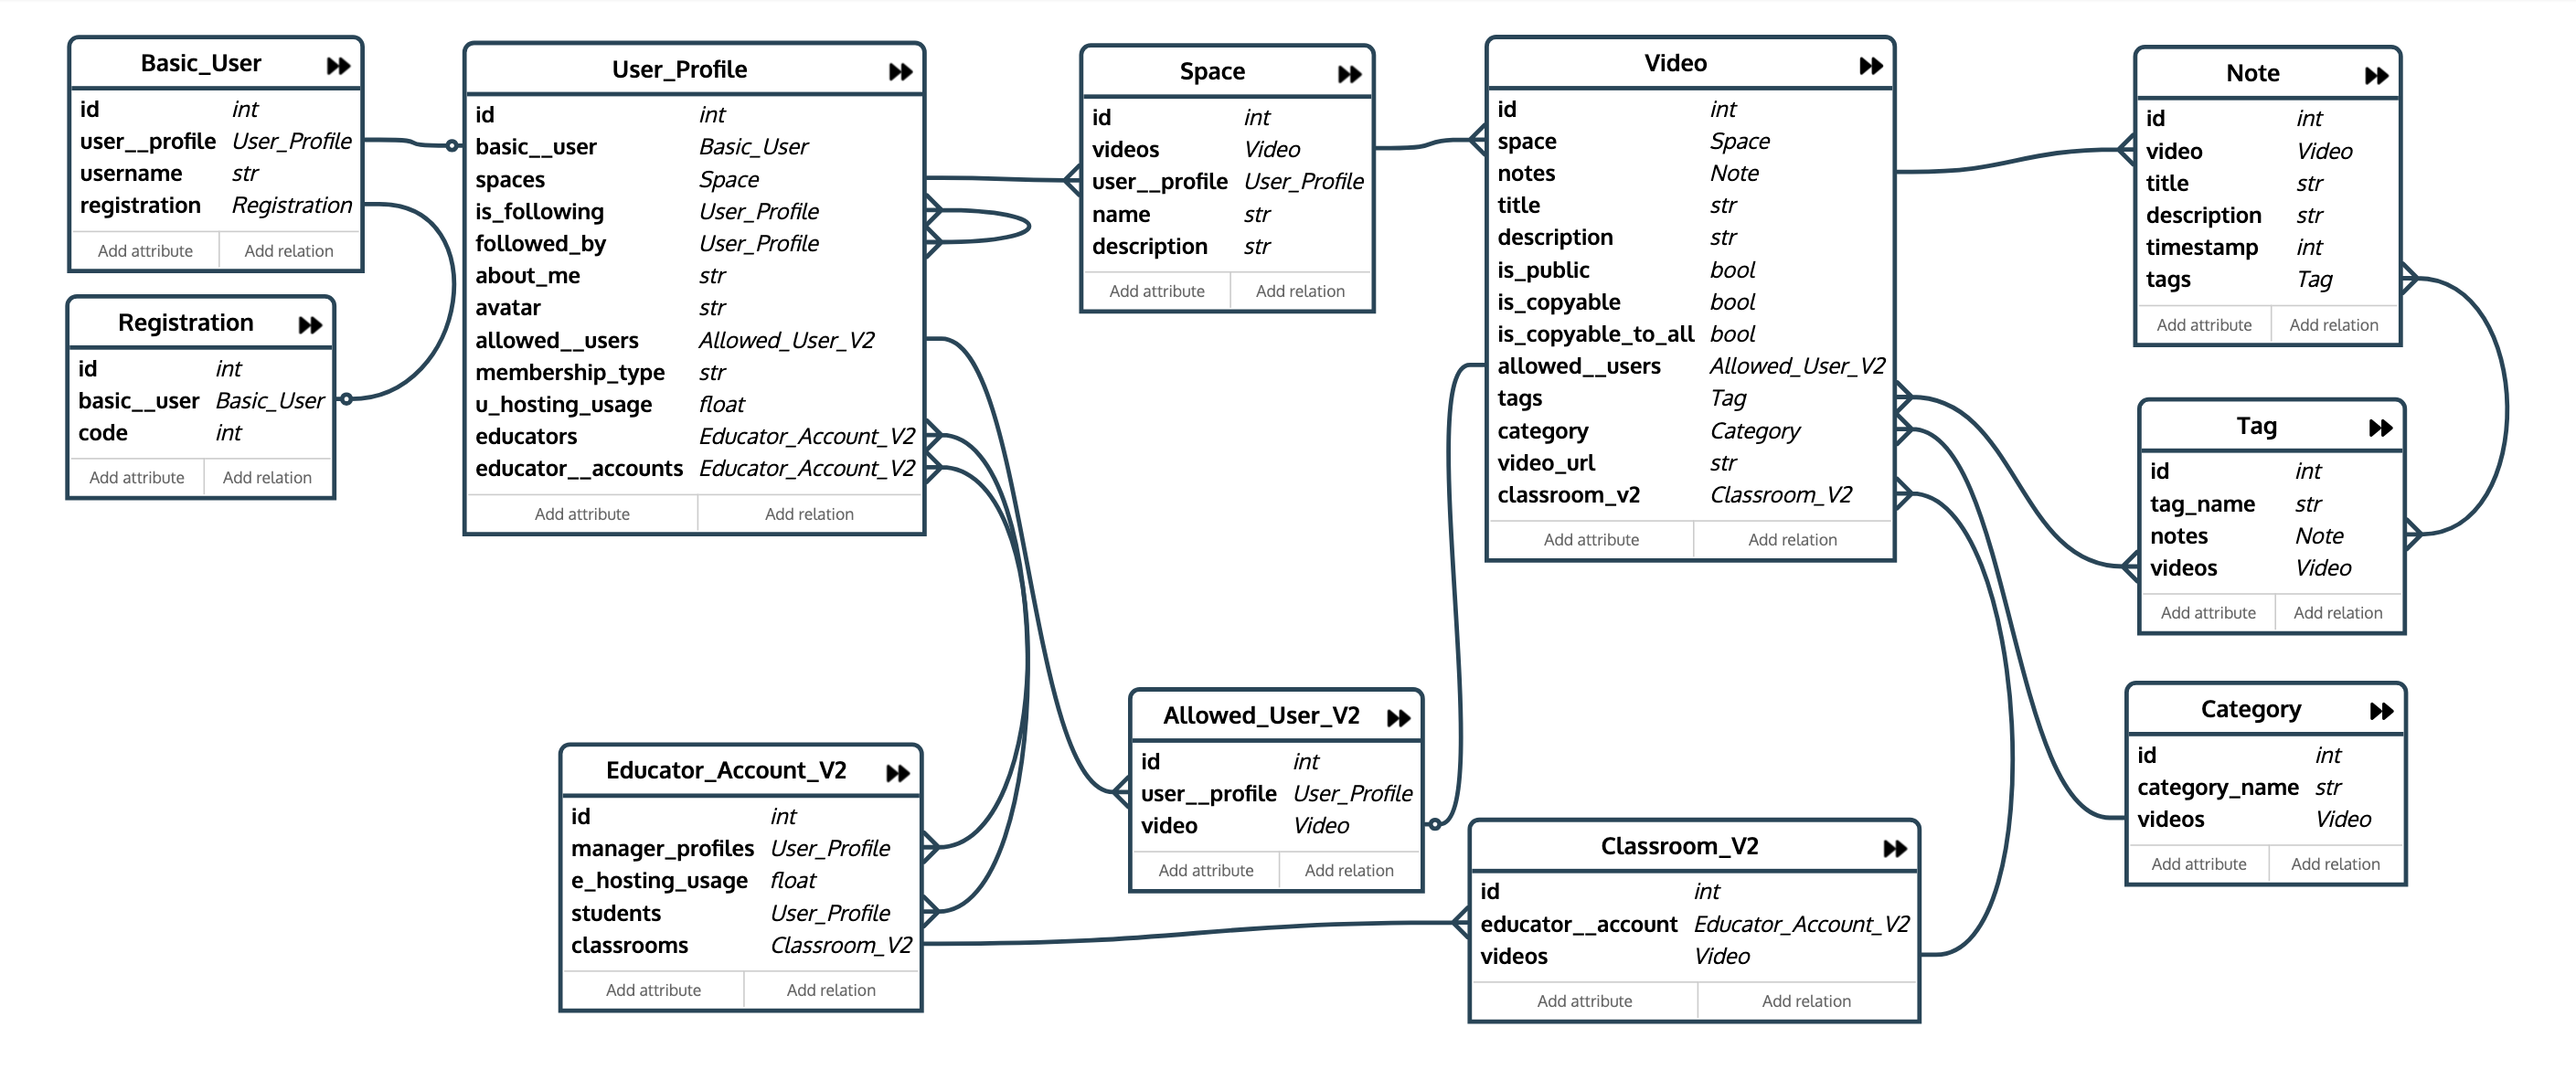 Basic_User
id int
user__profile User_Profile
username str
registration Registration
Add attribute Add relation
Registration
id int
basic__user Basic_User
code int
Add attribute Add relation
User_Profile
id int
basic__user Basic_User
spaces Space
is_following User_Profile
followed_by User_Profile
about_me str
avatar str
allowed__users Allowed_User_V2
membership_type str
u_hosting_usage float
educators Educator_Account_V2
educator__accounts Educator_Account_V2
Add attribute Add relation
Space
id int
videos Video
user__profile User_Profile
name str
description str
Add attribute Add relation
Video
id int
space Space
notes Note
title str
description str
is_public bool
is_copyable bool
is_copyable_to_all bool
allowed__users Allowed_User_V2
tags Tag
category Category
video_url str
classroom_v2 Classroom_V2
Add attribute Add relation
Note
id int
video Video
title str
description str
timestamp int
tags Tag
Add attribute Add relation
Tag
id int
tag_name str
notes Note
videos Video
Add attribute Add relation
Educator_Account_V2
id int
manager_profiles User_Profile
e_hosting_usage float
students User_Profile
classrooms Classroom_V2
Add attribute Add relation
Allowed_User_V2
id int
user__profile User_Profile
video Video
Add attribute Add relation
Classroom_V2
id int
educator__account Educator_Account_V2
videos Video
Add attribute Add relation
Category
id int
category_name str
videos Video
Add attribute Add relation